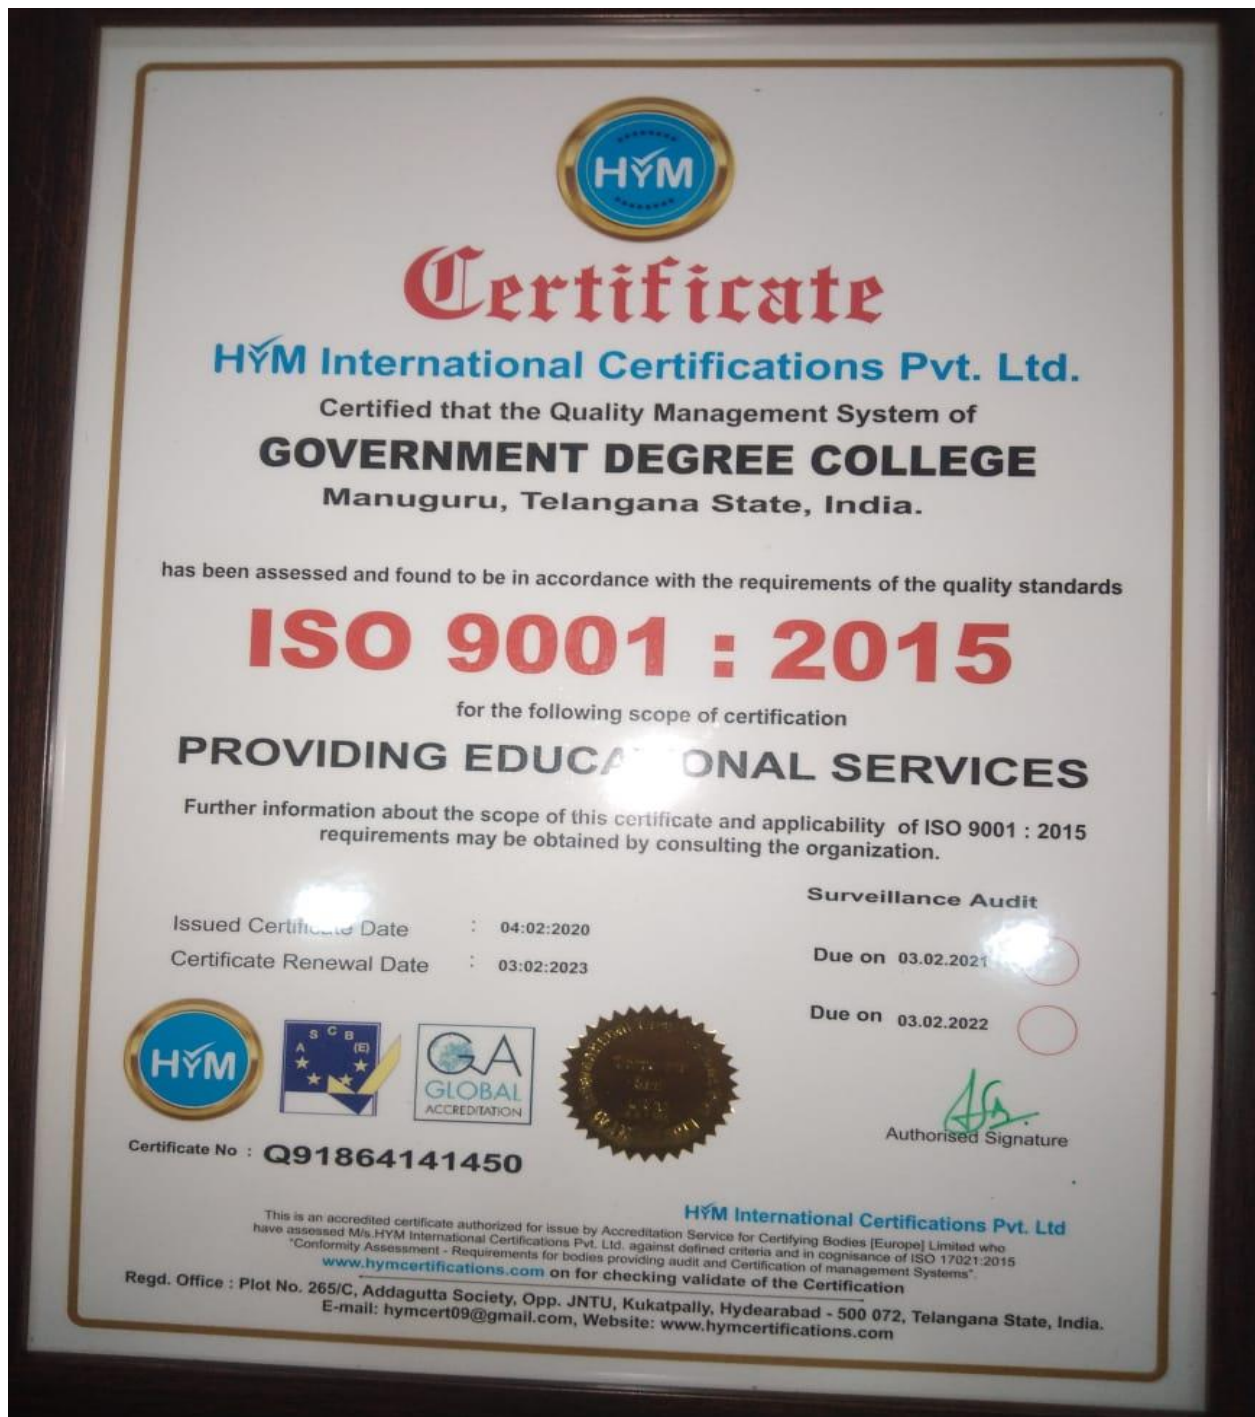 HYM
Certificate
HYM International Certifications Pvt. Ltd.
Certified that the Quality Management System of
GOVERNMENT DEGREE COLLEGE
Manuguru, Telangana State, India.
has been assessed and found to be in accordance with the requirements of the quality standards
ISO 9001 : 2015
for the following scope of certification
PROVIDING EDUCATIONAL SERVICES
Further information about the scope of this certificate and applicability of ISO 9001 : 2015
requirements may be obtained by consulting the organization.
Surveillance Audit
Issued Certificate Date : 04:02:2020
Certificate Renewal Date : 03:02:2023
Due on 03.02.2021
Due on 03.02.2022
HYM
A S C B (E)
GA
GLOBAL
ACCREDITATION
Authorised Signature
Certificate No : Q91864141450
HYM International Certifications Pvt. Ltd
This is an accredited certificate authorized for issue by Accreditation Service for Certifying Bodies [Europe] Limited who
have assessed M/s.HYM International Certifications Pvt. Ltd. against defined criteria and in cognisance of ISO 17021:2015
"Conformity Assessment - Requirements for bodies providing audit and Certification of management Systems".
www.hymcertifications.com on for checking validate of the Certification
Regd. Office : Plot No. 265/C, Addagutta Society, Opp. JNTU, Kukatpally, Hydearabad - 500 072, Telangana State, India.
E-mail: hymcert09@gmail.com, Website: www.hymcertifications.com